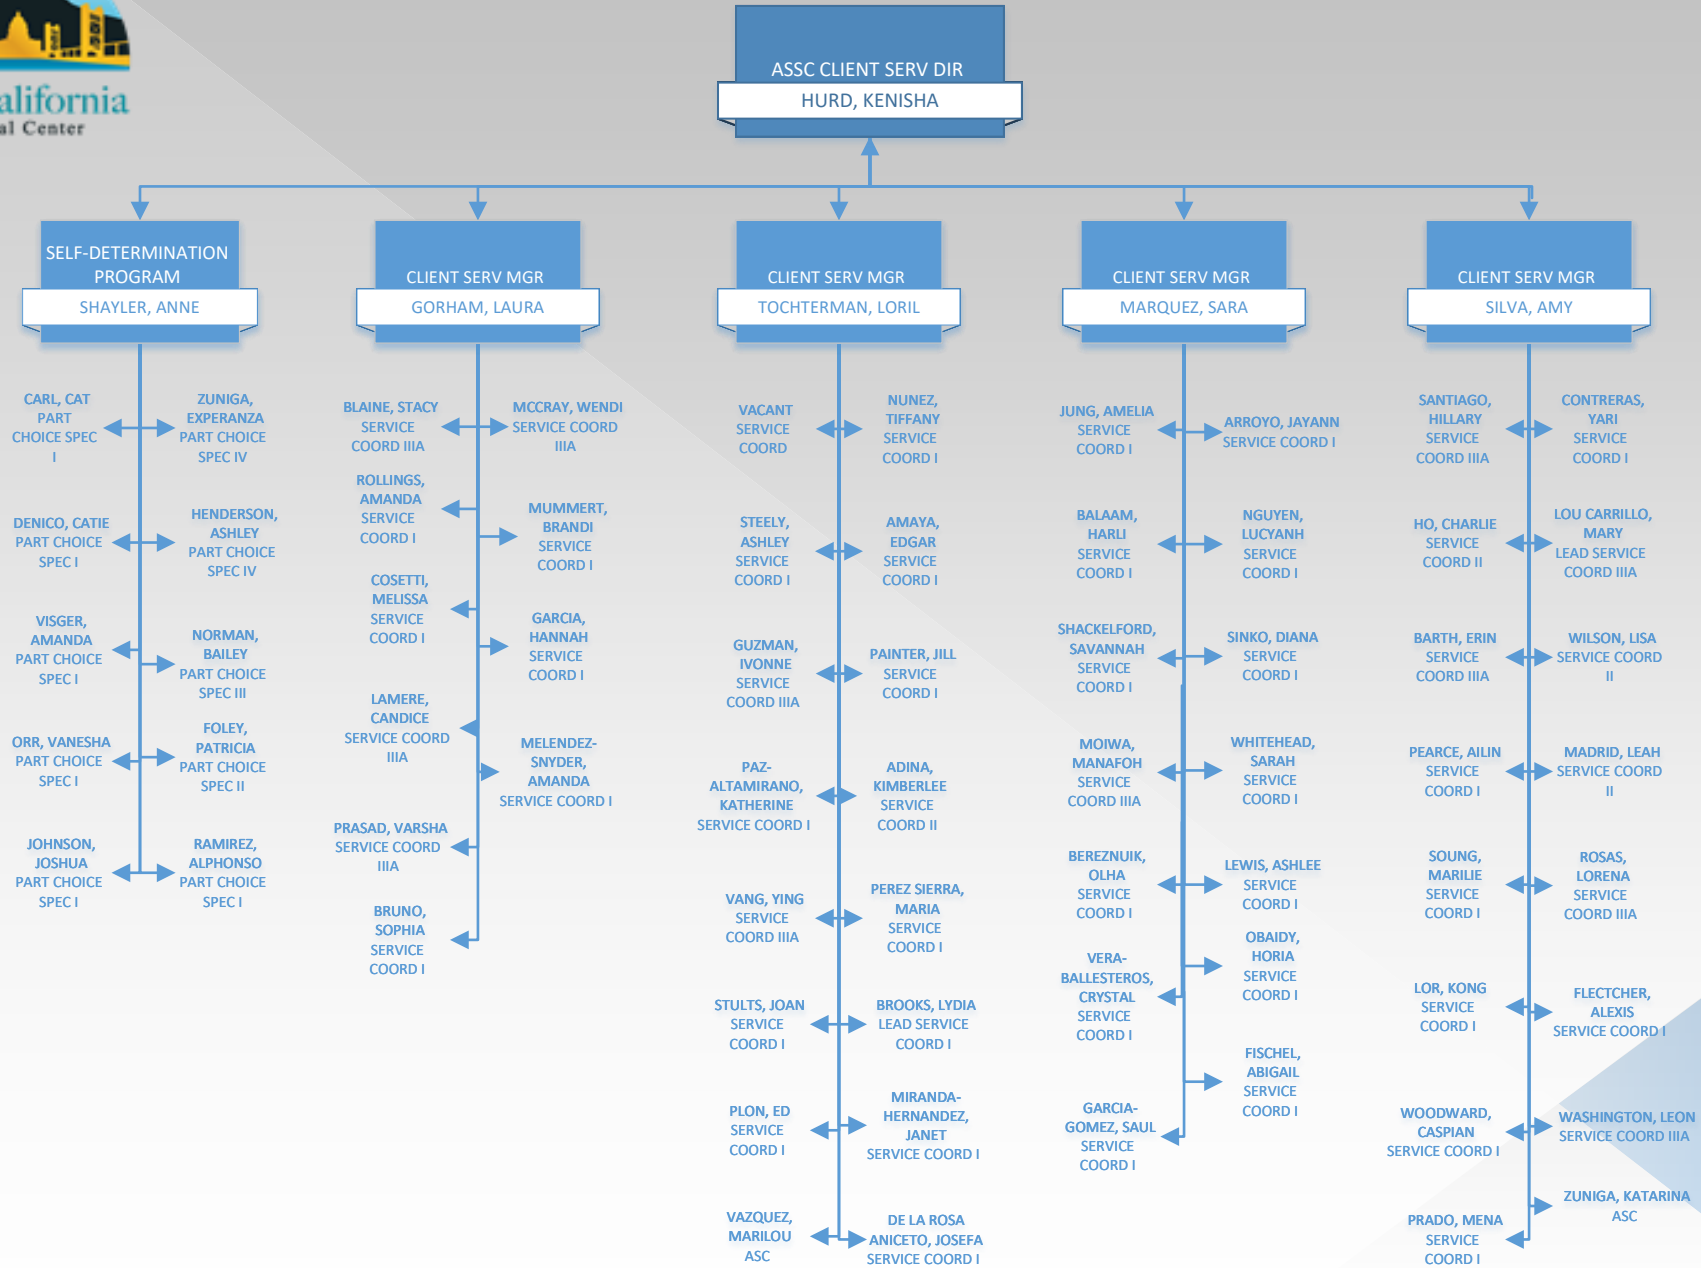 alifornia
al Center
ASSC CLIENT SERV DIR
HURD, KENISHA
SELF-DETERMINATION
PROGRAM
SHAYLER, ANNE
CARL, CAT
PART
CHOICE SPEC
I
ZUNIGA,
EXPERANZA
PART CHOICE
SPEC IV
DENICO, CATIE
PART CHOICE
SPEC I
HENDERSON,
ASHLEY
PART CHOICE
SPEC IV
VISGER,
AMANDA
PART CHOICE
SPEC I
NORMAN,
BAILEY
PART CHOICE
SPEC III
ORR, VANESHA
PART CHOICE
SPEC I
FOLEY,
PATRICIA
PART CHOICE
SPEC II
JOHNSON,
JOSHUA
PART CHOICE
SPEC I
RAMIREZ,
ALPHONSO
PART CHOICE
SPEC I
CLIENT SERV MGR
GORHAM, LAURA
BLAINE, STACY
SERVICE
COORD IIIA
MCCRAY, WENDI
SERVICE COORD
IIIA
ROLLINGS,
AMANDA
SERVICE
COORD I
MUMMERT,
BRANDI
SERVICE
COORD I
COSETTI,
MELISSA
SERVICE
COORD I
GARCIA,
HANNAH
SERVICE
COORD I
LAMERE,
CANDICE
SERVICE COORD
IIIA
MELENDEZ-
SNYDER,
AMANDA
SERVICE COORD I
PRASAD, VARSHA
SERVICE COORD
IIIA
BRUNO,
SOPHIA
SERVICE
COORD I
CLIENT SERV MGR
TOCHTERMAN, LORIL
VACANT
SERVICE
COORD
NUNEZ,
TIFFANY
SERVICE
COORD I
STEELY,
ASHLEY
SERVICE
COORD I
AMAYA,
EDGAR
SERVICE
COORD I
GUZMAN,
IVONNE
SERVICE
COORD IIIA
PAINTER, JILL
SERVICE
COORD I
PAZ-
ALTAMIRANO,
KATHERINE
SERVICE COORD I
ADINA,
KIMBERLEE
SERVICE
COORD II
VANG, YING
SERVICE
COORD IIIA
PEREZ SIERRA,
MARIA
SERVICE
COORD I
STULTS, JOAN
SERVICE
COORD I
BROOKS, LYDIA
LEAD SERVICE
COORD I
PLON, ED
SERVICE
COORD I
MIRANDA-
HERNANDEZ,
JANET
SERVICE COORD I
VAZQUEZ,
MARILOU
ASC
DE LA ROSA
ANICETO, JOSEFA
SERVICE COORD I
CLIENT SERV MGR
MARQUEZ, SARA
JUNG, AMELIA
SERVICE
COORD I
ARROYO, JAYANN
SERVICE COORD I
BALAAM,
HARLI
SERVICE
COORD I
NGUYEN,
LUCYANH
SERVICE
COORD I
SHACKELFORD,
SAVANNAH
SERVICE
COORD I
SINKO, DIANA
SERVICE
COORD I
MOIWA,
MANAFOH
SERVICE
COORD IIIA
WHITEHEAD,
SARAH
SERVICE
COORD I
BEREZNUIK,
OLHA
SERVICE
COORD I
LEWIS, ASHLEE
SERVICE
COORD I
VERA-
BALLESTEROS,
CRYSTAL
SERVICE
COORD I
OBAIDY,
HORIA
SERVICE
COORD I
FISCHEL,
ABIGAIL
SERVICE
COORD I
GARCIA-
GOMEZ, SAUL
SERVICE
COORD I
CLIENT SERV MGR
SILVA, AMY
SANTIAGO,
HILLARY
SERVICE
COORD IIIA
CONTRERAS,
YARI
SERVICE
COORD I
HO, CHARLIE
SERVICE
COORD II
LOU CARRILLO,
MARY
LEAD SERVICE
COORD IIIA
BARTH, ERIN
SERVICE
COORD IIIA
WILSON, LISA
SERVICE COORD
II
PEARCE, AILIN
SERVICE
COORD I
MADRID, LEAH
SERVICE COORD
II
SOUNG,
MARILIE
SERVICE
COORD I
ROSAS,
LORENA
SERVICE
COORD IIIA
LOR, KONG
SERVICE
COORD I
FLECTCHER,
ALEXIS
SERVICE COORD I
WOODWARD,
CASPIAN
SERVICE COORD I
WASHINGTON, LEON
SERVICE COORD IIIA
ZUNIGA, KATARINA
ASC
PRADO, MENA
SERVICE
COORD I